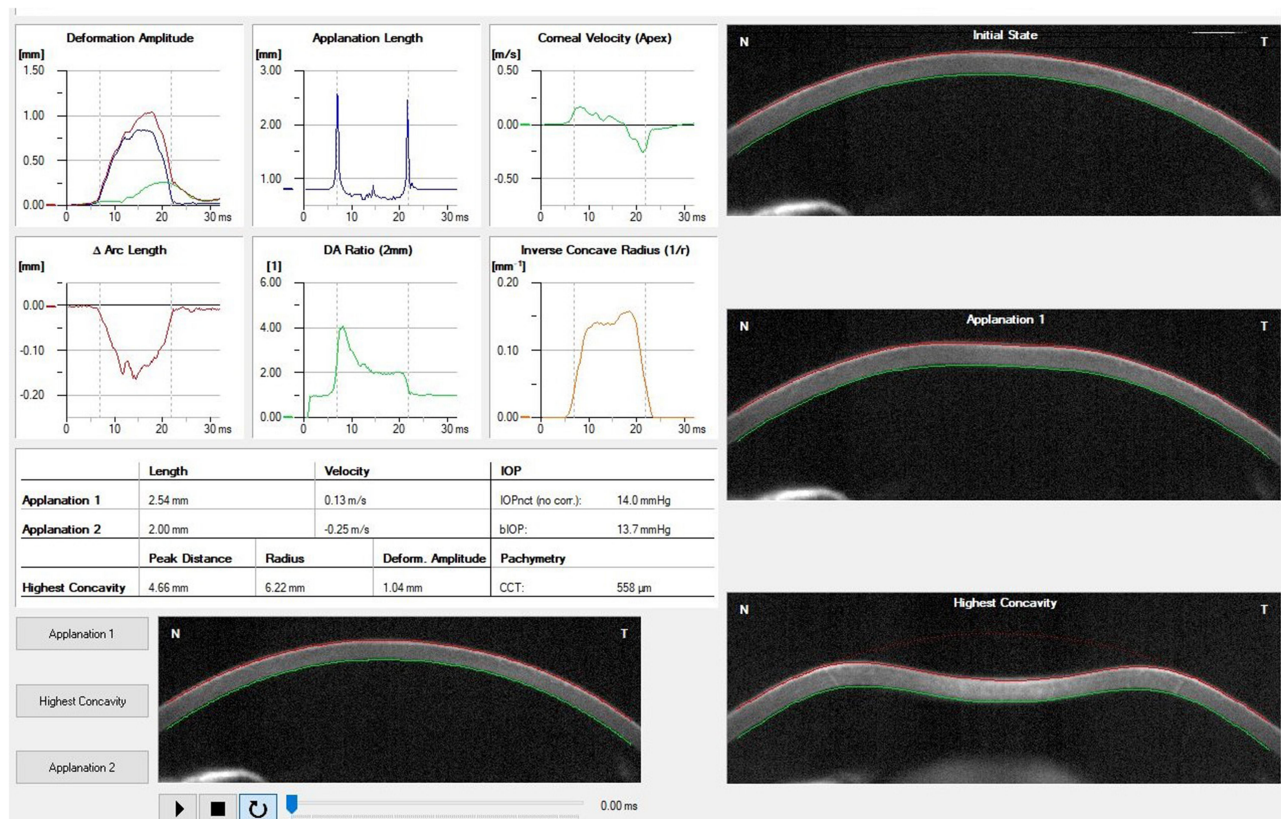 Deformation Amplitude
[mm]
1.50
1.00
0.50
0.00
0 10 20 30 ms
Applanation Length
[mm]
3.00
2.00
1.00
0 10 20 30 ms
Corneal Velocity (Apex)
[m/s]
0.50
0.00
-0.50
0 10 20 30 ms
Δ Arc Length
[mm]
0.00
-0.10
-0.20
0 10 20 30 ms
DA Ratio (2mm)
[1]
6.00
4.00
2.00
0.00
0 10 20 30 ms
Inverse Concave Radius (1/r)
[mm⁻¹]
0.20
0.10
0.00
0 10 20 30 ms
Length Velocity IOP
Applanation 1 2.54 mm 0.13 m/s IOPnct (no corr.): 14.0 mmHg
Applanation 2 2.00 mm -0.25 m/s bIOP: 13.7 mmHg
Peak Distance Radius Deform. Amplitude Pachymetry
Highest Concavity 4.66 mm 6.22 mm 1.04 mm CCT: 558 µm
Applanation 1
Highest Concavity
Applanation 2
N T
0.00 ms
Initial State
N T
Applanation 1
N T
Highest Concavity
N T